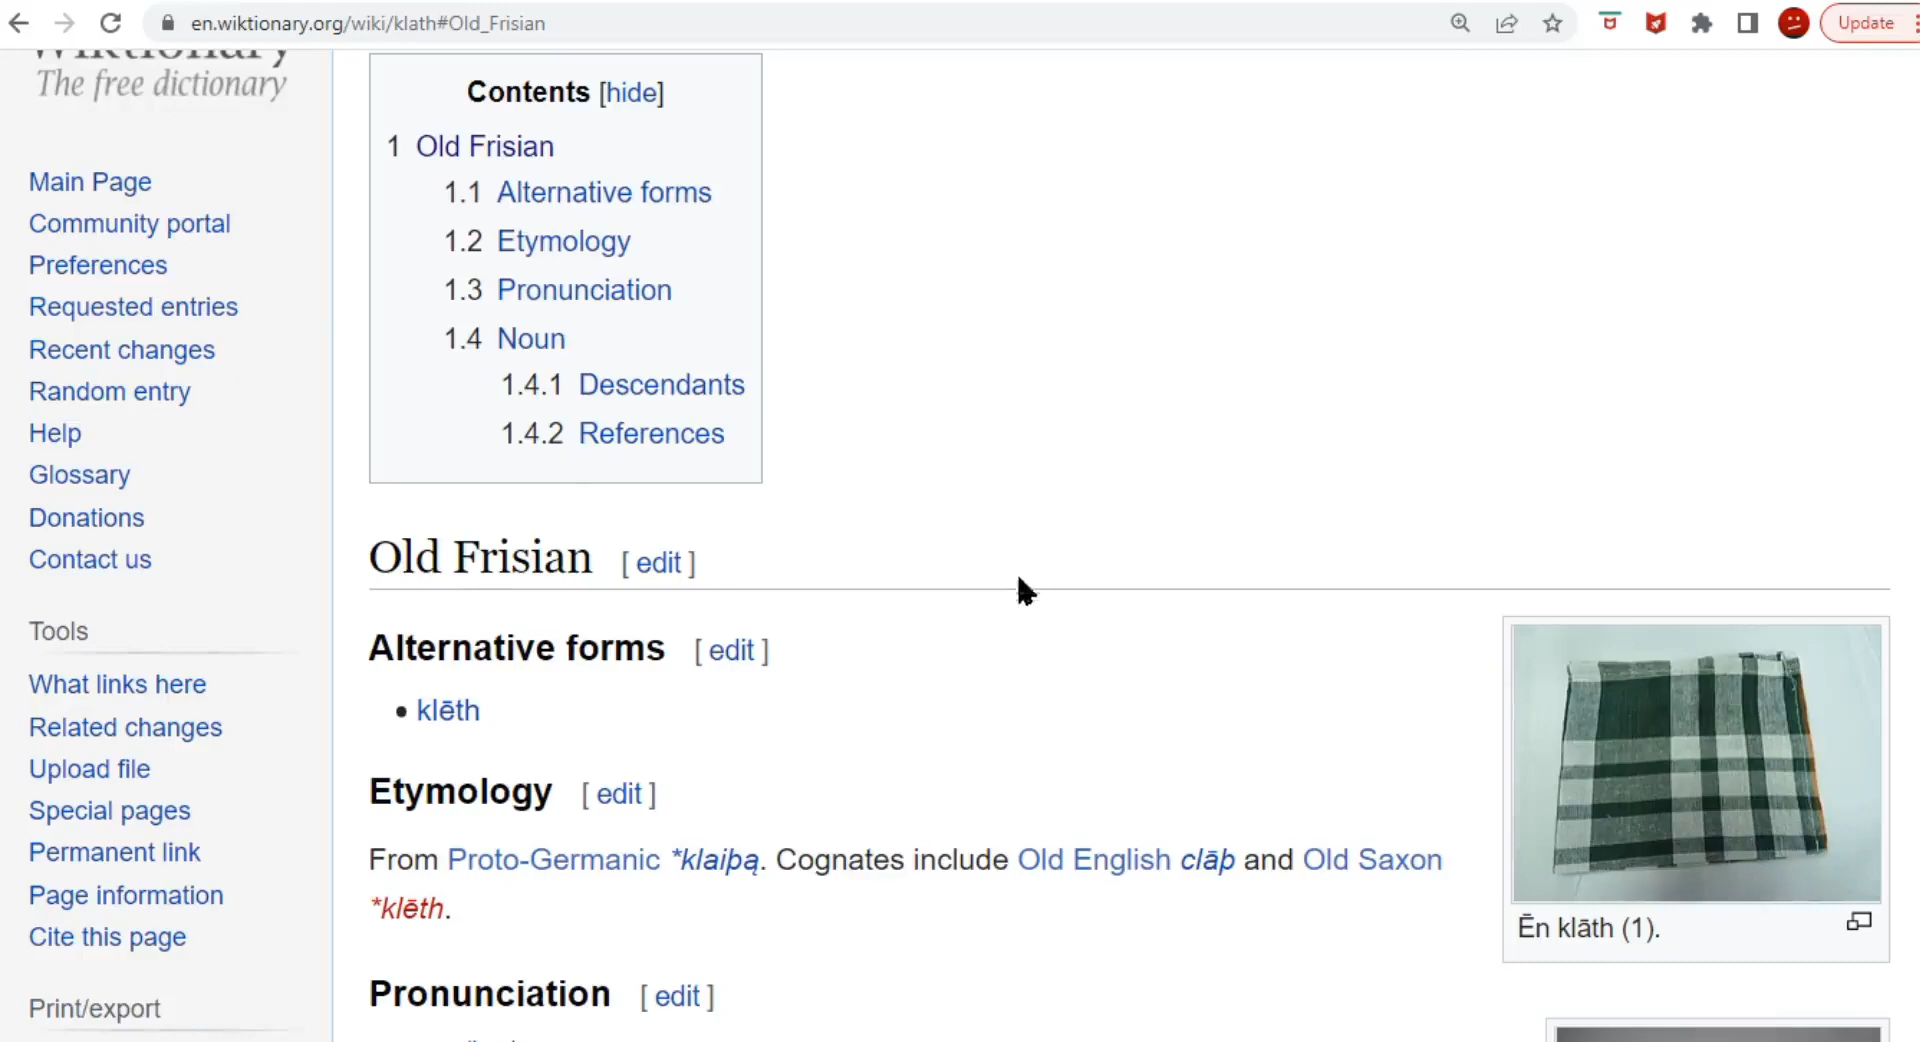 en.wiktionary.org/wiki/klath#Old_Frisian
Update
Wiktionary
The free dictionary
Main Page
Community portal
Preferences
Requested entries
Recent changes
Random entry
Help
Glossary
Donations
Contact us
Tools
What links here
Related changes
Upload file
Special pages
Permanent link
Page information
Cite this page
Print/export
Contents [hide]
1 Old Frisian
1.1 Alternative forms
1.2 Etymology
1.3 Pronunciation
1.4 Noun
1.4.1 Descendants
1.4.2 References
Old Frisian [ edit ]
Alternative forms [ edit ]
• klēth
Etymology [ edit ]
From Proto-Germanic *klaiþą. Cognates include Old English clāþ and Old Saxon
*klēth.
Ēn klāth (1).
Pronunciation [ edit ]